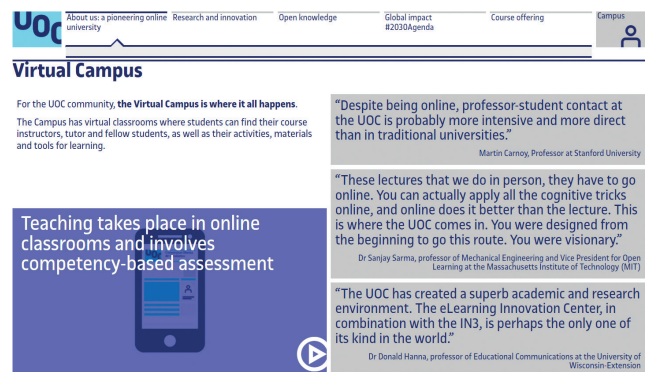 UOC
About us: a pioneering online
university
Research and innovation
Open knowledge
Global impact
#2030Agenda
Course offering
Campus
Virtual Campus
For the UOC community, the Virtual Campus is where it all happens.
The Campus has virtual classrooms where students can find their course
instructors, tutor and fellow students, as well as their activities, materials
and tools for learning.
Teaching takes place in online
classrooms and involves
competency-based assessment
UOC
“Despite being online, professor-student contact at
the UOC is probably more intensive and more direct
than in traditional universities.”
Martin Carnoy, Professor at Stanford University
“These lectures that we do in person, they have to go
online. You can actually apply all the cognitive tricks
online, and online does it better than the lecture. This
is where the UOC comes in. You were designed from
the beginning to go this route. You were visionary.”
Dr Sanjay Sarma, professor of Mechanical Engineering and Vice President for Open
Learning at the Massachusetts Institute of Technology (MIT)
“The UOC has created a superb academic and research
environment. The eLearning Innovation Center, in
combination with the IN3, is perhaps the only one of
its kind in the world.”
Dr Donald Hanna, professor of Educational Communications at the University of
Wisconsin-Extension